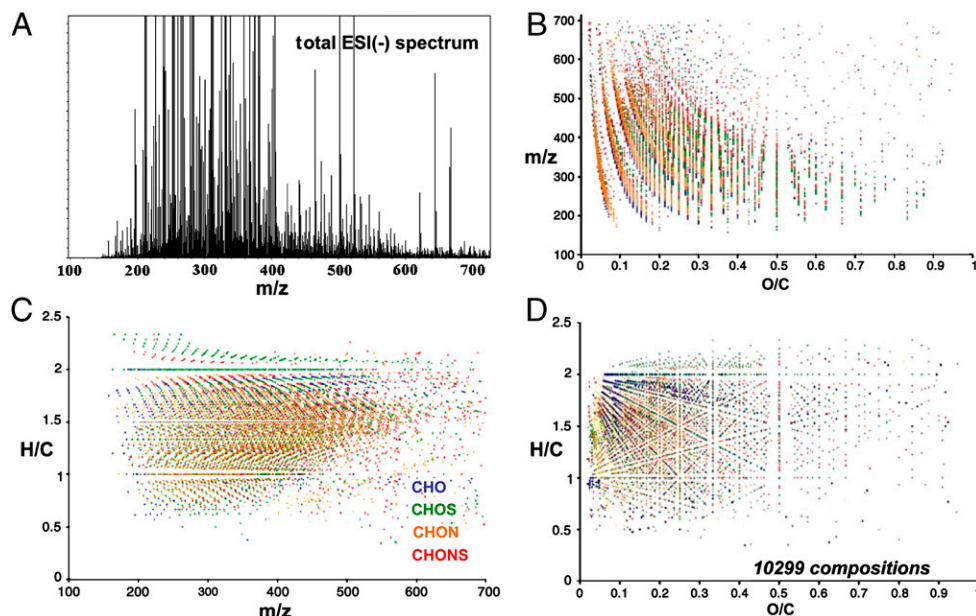 A
total ESI(-) spectrum
100 200 300 400 500 600
m/z
B
700
600
500
m/z
400
300
200
100
0 0.1 0.2 0.3 0.4 0.5 0.6 0.7 0.8 0.9 1
O/C
C
2.5
2
1.5
H/C
1
0.5
0
CHO
CHOS
CHON
CHONS
100 200 300 400 500 600 700
m/z
D
2.5
2
1.5
H/C
1
0.5
0
10299 compositions
0 0.1 0.2 0.3 0.4 0.5 0.6 0.7 0.8 0.9 1
O/C